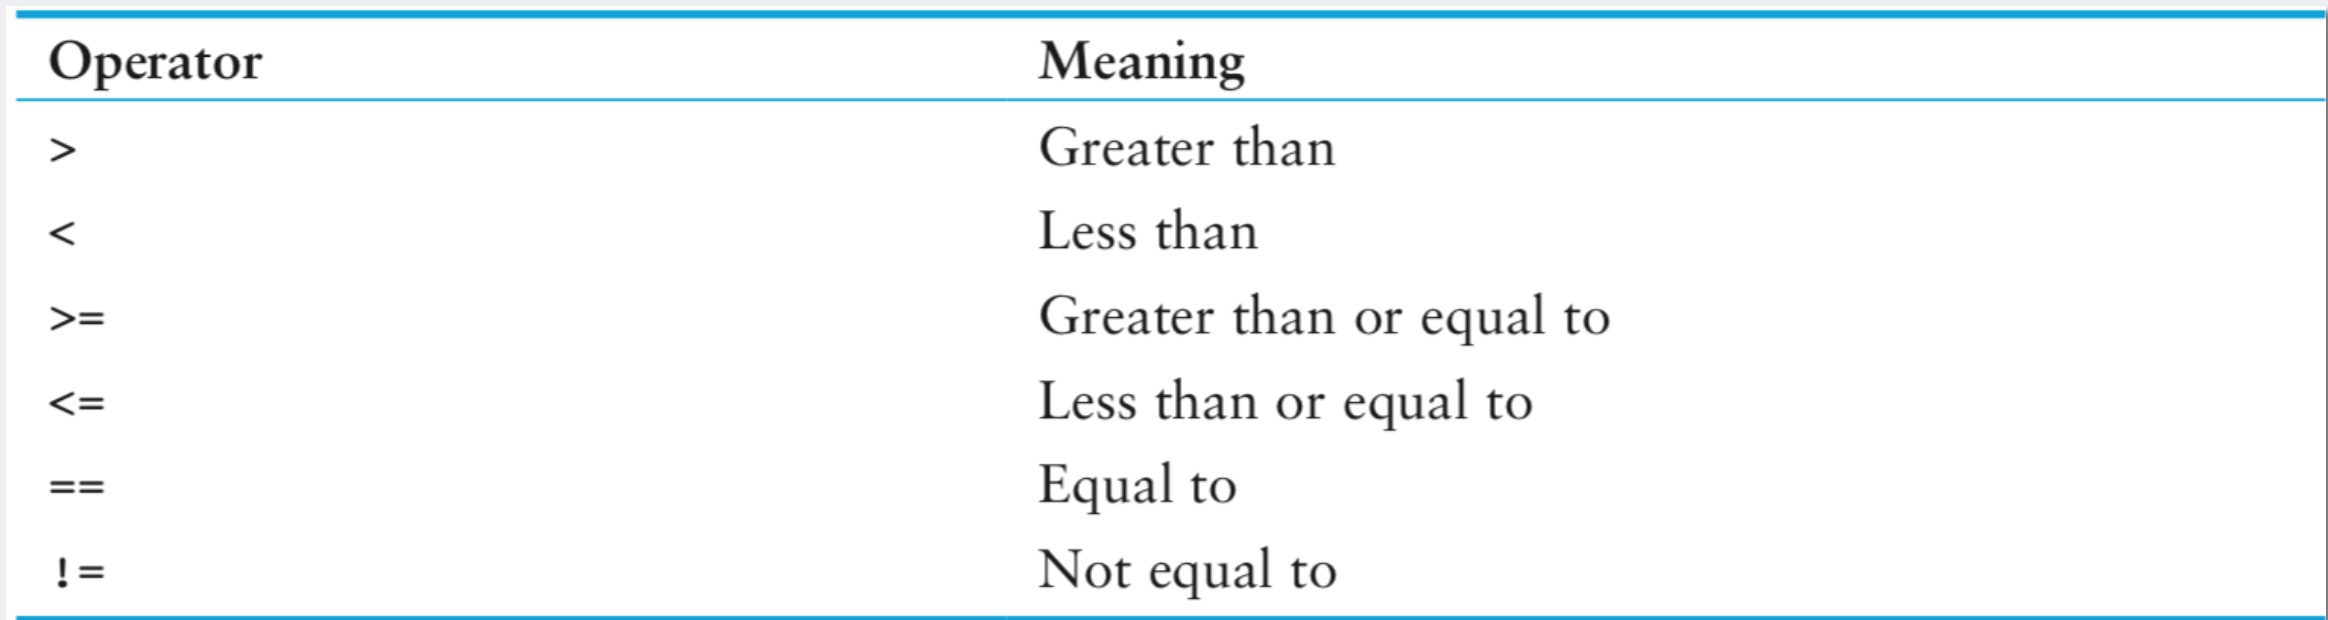 Operator Meaning
> Greater than
< Less than
>= Greater than or equal to
<= Less than or equal to
== Equal to
!= Not equal to